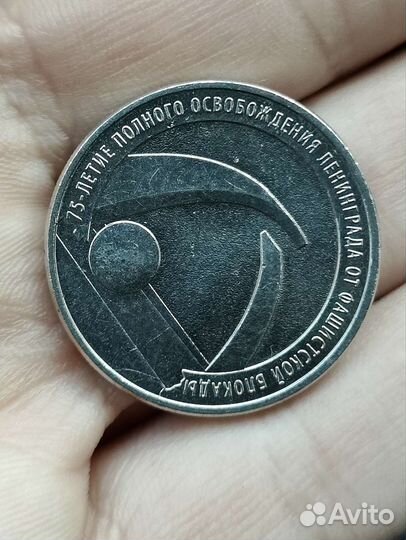 75-ЛЕТИЕ ПОЛНОГО ОСВОБОЖДЕНИЯ ЛЕНИНГРАДА ОТ ФАШИСТСКОЙ БЛОКАДЫ
Avito